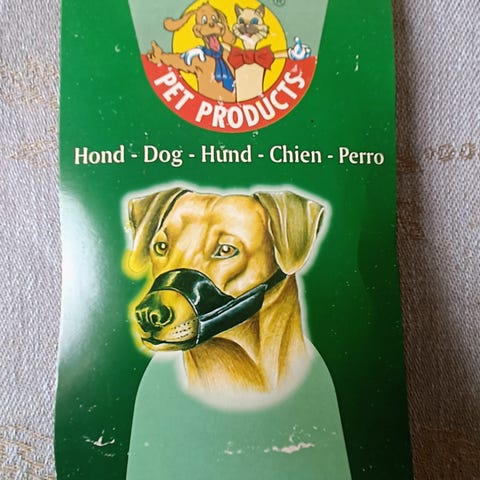 ®
PET PRODUCTS
Hond - Dog - Hund - Chien - Perro